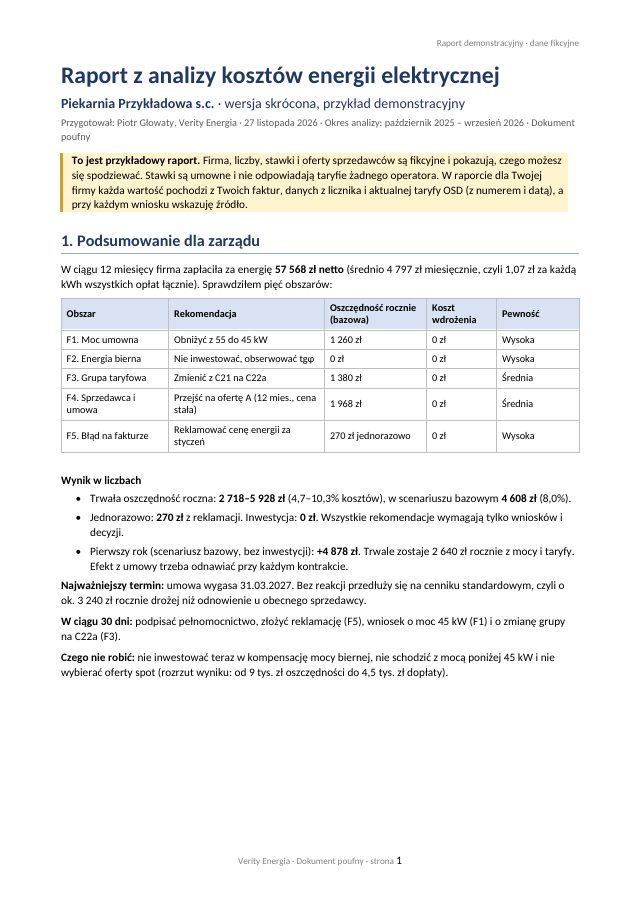 Raport demonstracyjny · dane fikcyjne
Raport z analizy kosztów energii elektrycznej
Piekarnia Przykładowa s.c. · wersja skrócona, przykład demonstracyjny
Przygotował: Piotr Głowaty, Verity Energia · 27 listopada 2026 · Okres analizy: październik 2025 – wrzesień 2026 · Dokument
poufny
To jest przykładowy raport. Firma, liczby, stawki i oferty sprzedawców są fikcyjne i pokazują, czego możesz
się spodziewać. Stawki są umowne i nie odpowiadają taryfie żadnego operatora. W raporcie dla Twojej
firmy każda wartość pochodzi z Twoich faktur, danych z licznika i aktualnej taryfy OSD (z numerem i datą), a
przy każdym wniosku wskazuję źródło.
1. Podsumowanie dla zarządu
W ciągu 12 miesięcy firma zapłaciła za energię 57 568 zł netto (średnio 4 797 zł miesięcznie, czyli 1,07 zł za każdą
kWh wszystkich opłat łącznie). Sprawdziłem pięć obszarów:
Obszar Rekomendacja Oszczędność rocznie (bazowa) Koszt wdrożenia Pewność
F1. Moc umowna Obniżyć z 55 do 45 kW 1 260 zł 0 zł Wysoka
F2. Energia bierna Nie inwestować, obserwować tgφ 0 zł 0 zł Wysoka
F3. Grupa taryfowa Zmienić z C21 na C22a 1 380 zł 0 zł Średnia
F4. Sprzedawca i umowa Przejść na ofertę A (12 mies., cena stała) 1 968 zł 0 zł Średnia
F5. Błąd na fakturze Reklamować cenę energii za styczeń 270 zł jednorazowo 0 zł Wysoka
Wynik w liczbach
• Trwała oszczędność roczna: 2 718–5 928 zł (4,7–10,3% kosztów), w scenariuszu bazowym 4 608 zł (8,0%).
• Jednorazowo: 270 zł z reklamacji. Inwestycja: 0 zł. Wszystkie rekomendacje wymagają tylko wniosków i
decyzji.
• Pierwszy rok (scenariusz bazowy, bez inwestycji): +4 878 zł. Trwale zostaje 2 640 zł rocznie z mocy i taryfy.
Efekt z umowy trzeba odnawiać przy każdym kontrakcie.
Najważniejszy termin: umowa wygasa 31.03.2027. Bez reakcji przedłuży się na cenniku standardowym, czyli o
ok. 3 240 zł rocznie drożej niż odnowienie u obecnego sprzedawcy.
W ciągu 30 dni: podpisać pełnomocnictwo, złożyć reklamację (F5), wniosek o moc 45 kW (F1) i o zmianę grupy
na C22a (F3).
Czego nie robić: nie inwestować teraz w kompensację mocy biernej, nie schodzić z mocą poniżej 45 kW i nie
wybierać oferty spot (rozrzut wyniku: od 9 tys. zł oszczędności do 4,5 tys. zł dopłaty).
Verity Energia · Dokument poufny · strona 1